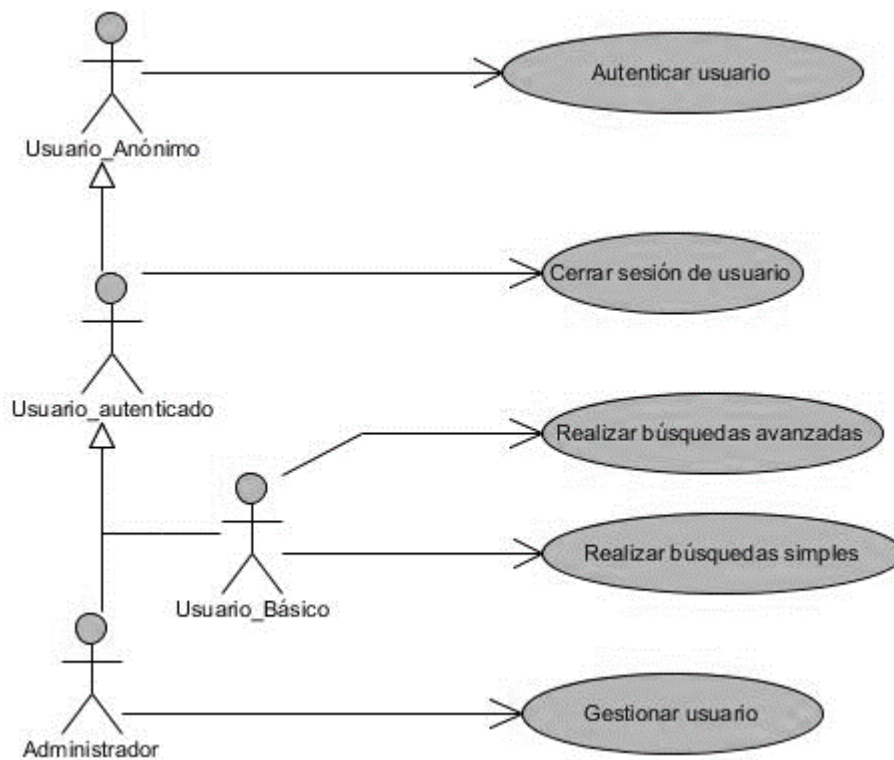 Autenticar usuario
Usuario_Anónimo
Cerrar sesión de usuario
Usuario_autenticado
Realizar búsquedas avanzadas
Realizar búsquedas simples
Usuario_Básico
Gestionar usuario
Administrador